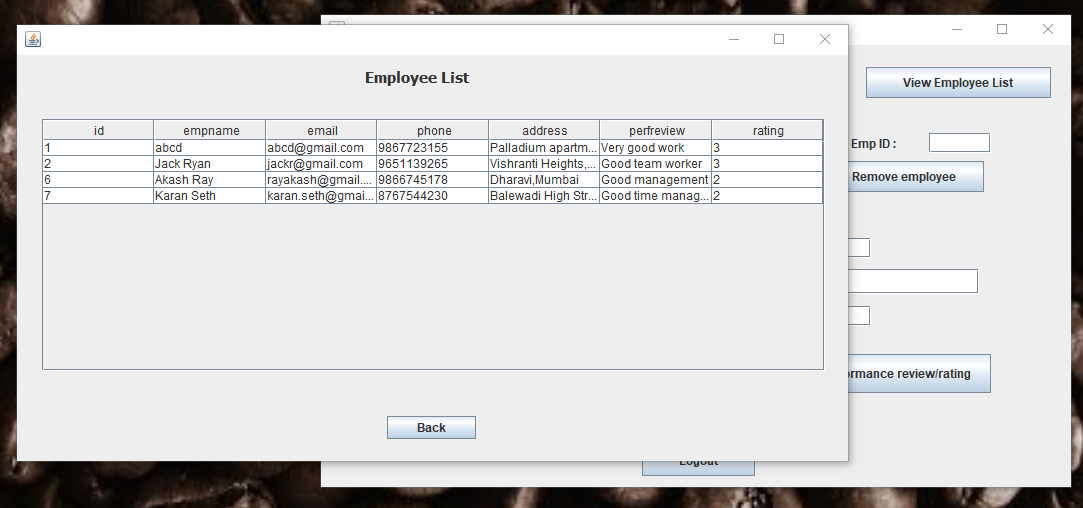 Employee List
id empname email phone address perfreview rating
1 abcd abcd@gmail.com 9867723155 Palladium apartm... Very good work 3
2 Jack Ryan jackr@gmail.com 9651139265 Vishranti Heights,... Good team worker 3
6 Akash Ray rayakash@gmail.... 9866745178 Dharavi,Mumbai Good management 2
7 Karan Seth karan.seth@gmai... 8767544230 Balewadi High Str... Good time manag... 2
Back
View Employee List
Emp ID :
Remove employee
ormance review/rating
Logout